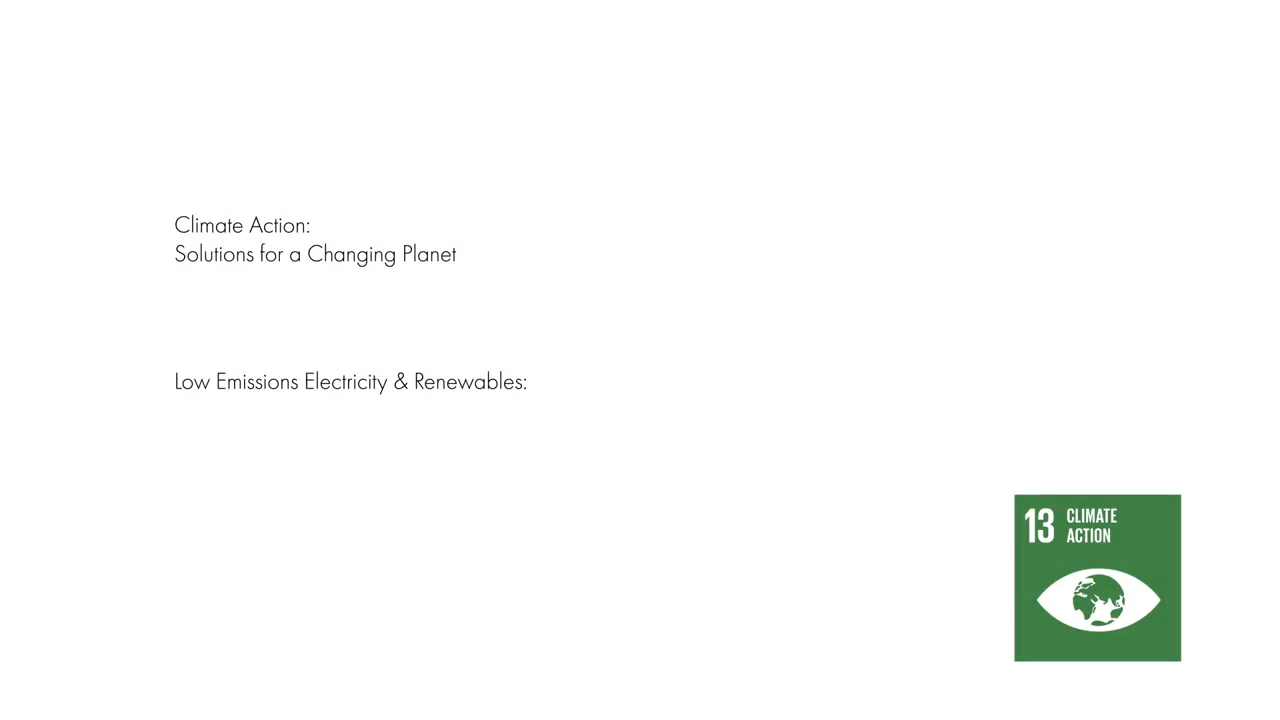 Climate Action:
Solutions for a Changing Planet
Low Emissions Electricity & Renewables:
13 CLIMATE
ACTION